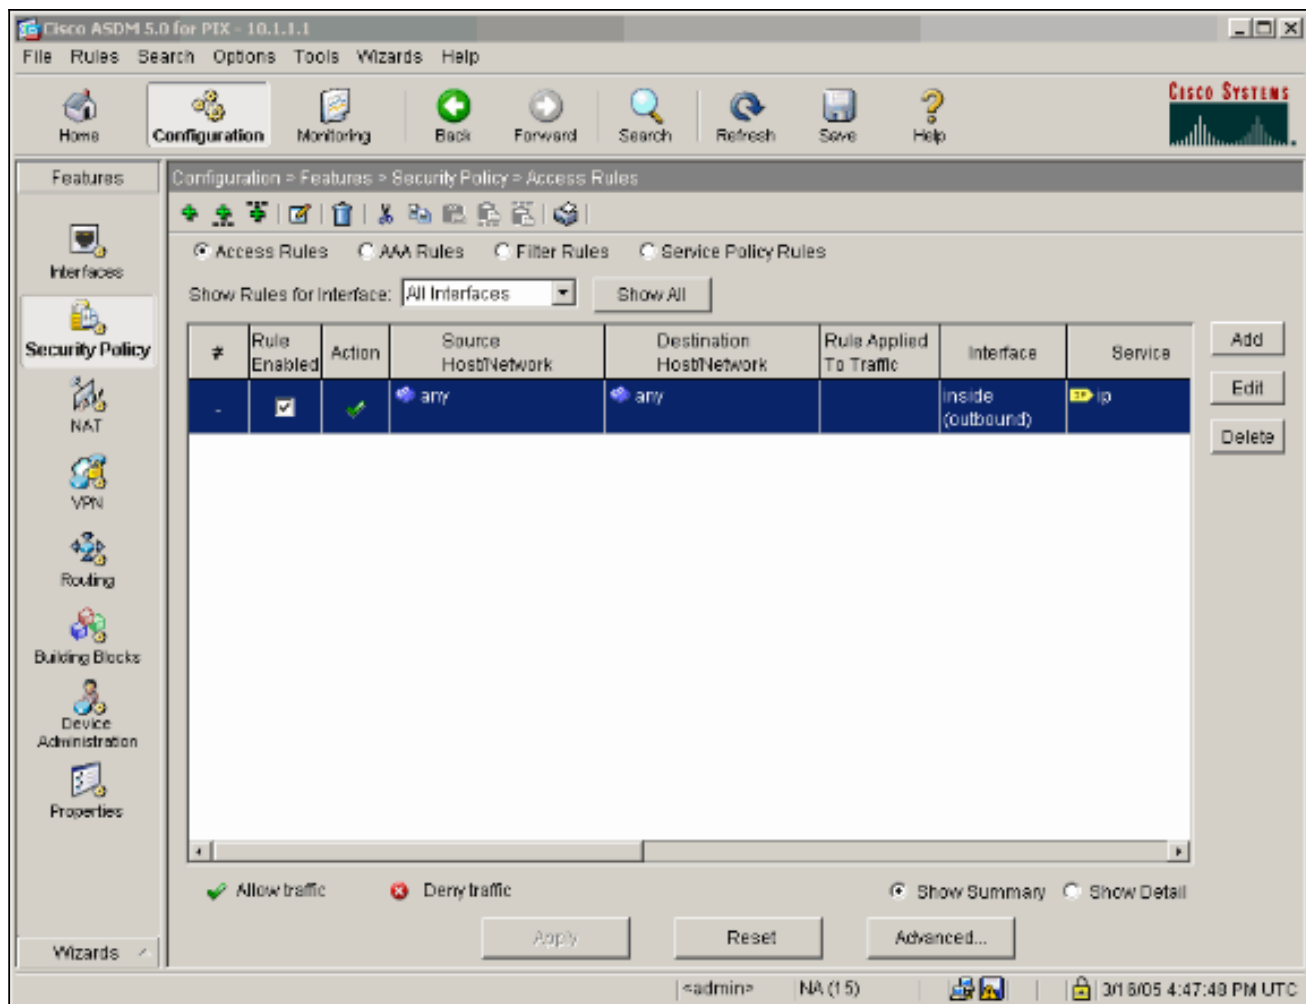 Cisco ASDM 5.0 for PIX - 10.1.1.1
File Rules Search Options Tools Wizards Help
Home Configuration Monitoring Back Forward Search Refresh Save Help
CISCO SYSTEMS
Features
Configuration > Features > Security Policy > Access Rules
Access Rules AAA Rules Filter Rules Service Policy Rules
Show Rules for Interface: All Interfaces Show All
# Rule Enabled Action Source Host/Network Destination Host/Network Rule Applied To Traffic Interface Service
- any any inside (outbound) IP ip
Add
Edit
Delete
Interfaces
Security Policy
NAT
VPN
Routing
Building Blocks
Device
Administration
Properties
Allow traffic Deny traffic Show Summary Show Detail
Apply Reset Advanced...
Wizards
<admin> NA (15) 3/16/05 4:47:48 PM UTC